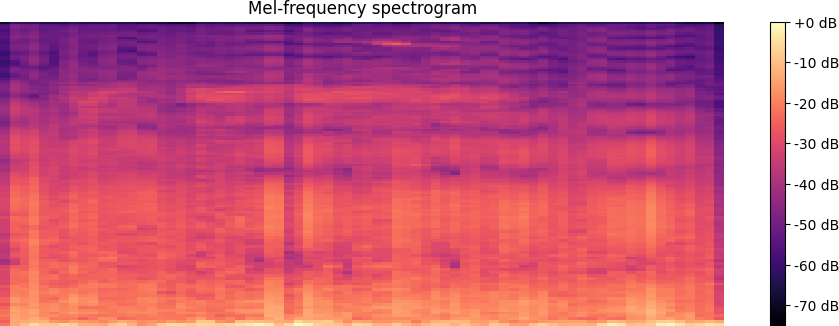 Mel-frequency spectrogram
+0 dB
-10 dB
-20 dB
-30 dB
-40 dB
-50 dB
-60 dB
-70 dB